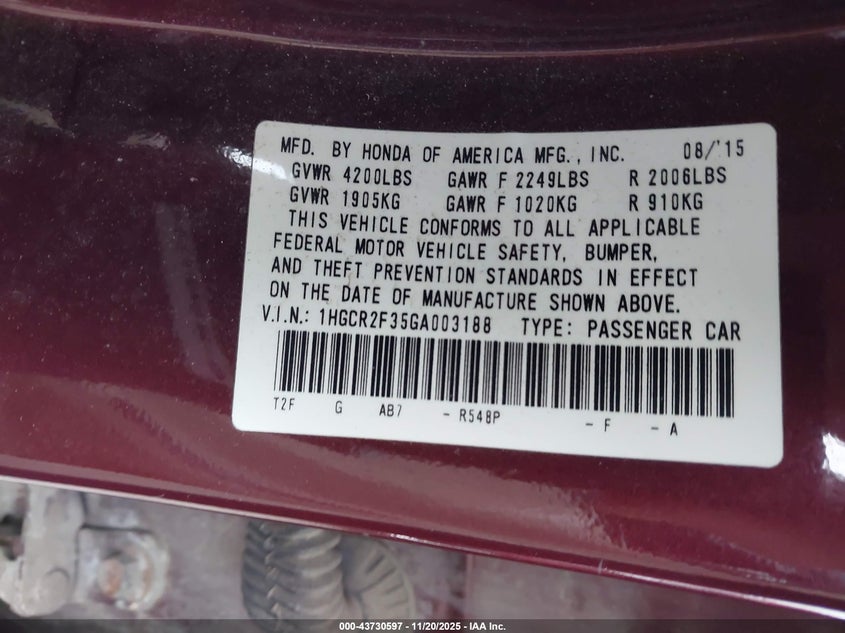 MFD. BY HONDA OF AMERICA MFG., INC. 08/'15
GVWR 4200LBS GAWR F 2249LBS R 2006LBS
GVWR 1905KG GAWR F 1020KG R 910KG
THIS VEHICLE CONFORMS TO ALL APPLICABLE
FEDERAL MOTOR VEHICLE SAFETY, BUMPER,
AND THEFT PREVENTION STANDARDS IN EFFECT
ON THE DATE OF MANUFACTURE SHOWN ABOVE.
V.I.N.: 1HGCR2F35GA003188 TYPE: PASSENGER CAR
T2F G AB7 - R548P - F - A
000-43730597 - 11/20/2025 - IAA Inc.